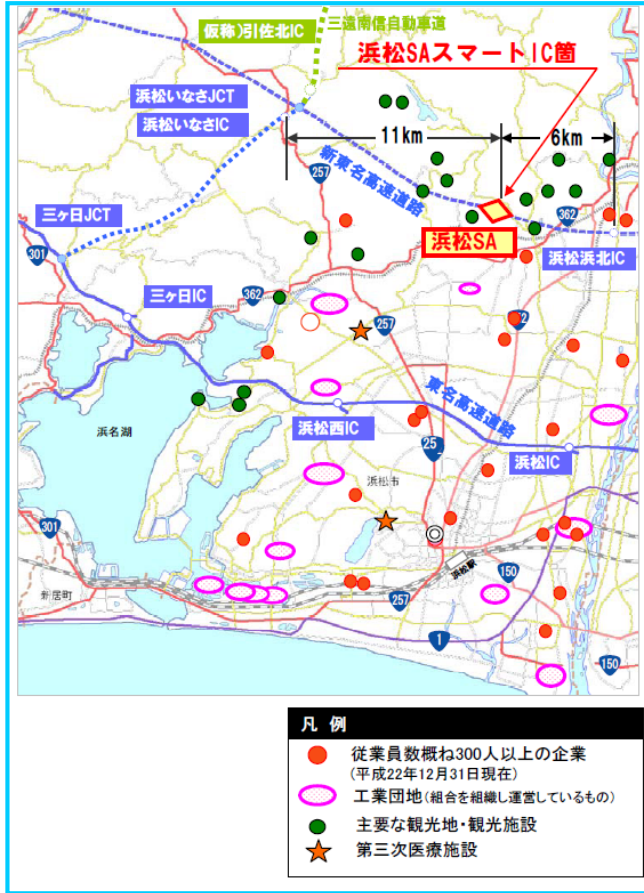 仮称)引佐北IC
三遠南信自動車道
浜松SAスマートIC箇
浜松いなさJCT
浜松いなさIC
11km
6km
257
新東名高速道路
三ヶ日JCT
362
浜松SA
浜松浜北IC
301
三ヶ日IC
362
257
東名高速道路
浜名湖
浜松西IC
浜松IC
浜松市
301
新居町
浜松駅
150
257
1
150
凡 例
従業員数概ね300人以上の企業
(平成22年12月31日現在)
工業団地(組合を組織し運営しているもの)
主要な観光地・観光施設
第三次医療施設